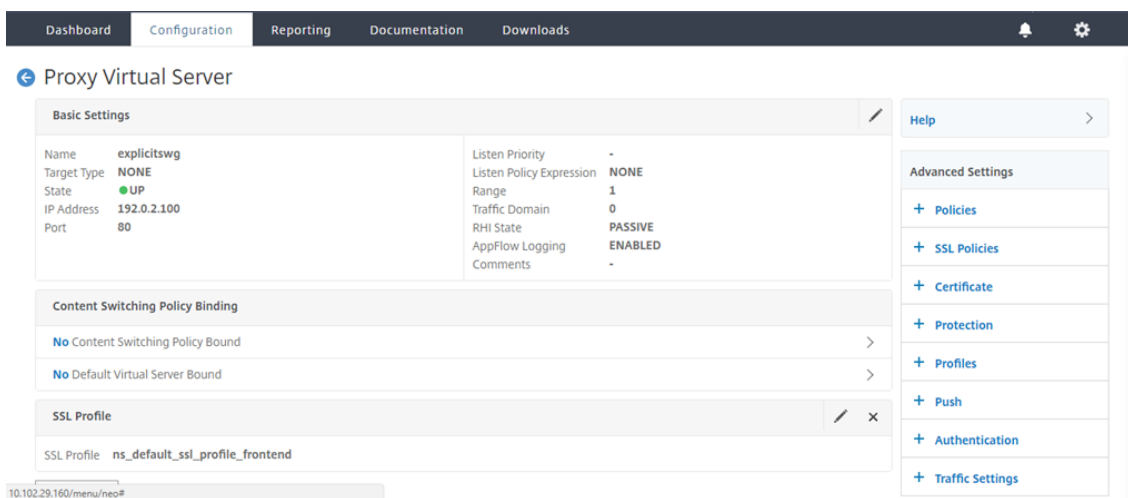 Dashboard Configuration Reporting Documentation Downloads
Proxy Virtual Server
Basic Settings
Name explicitswg
Target Type NONE
State UP
IP Address 192.0.2.100
Port 80
Listen Priority -
Listen Policy Expression NONE
Range 1
Traffic Domain 0
RHI State PASSIVE
AppFlow Logging ENABLED
Comments -
Content Switching Policy Binding
No Content Switching Policy Bound
No Default Virtual Server Bound
SSL Profile
SSL Profile ns_default_ssl_profile_frontend
Help
Advanced Settings
+ Policies
+ SSL Policies
+ Certificate
+ Protection
+ Profiles
+ Push
+ Authentication
+ Traffic Settings
10.102.29.160/menu/neo#